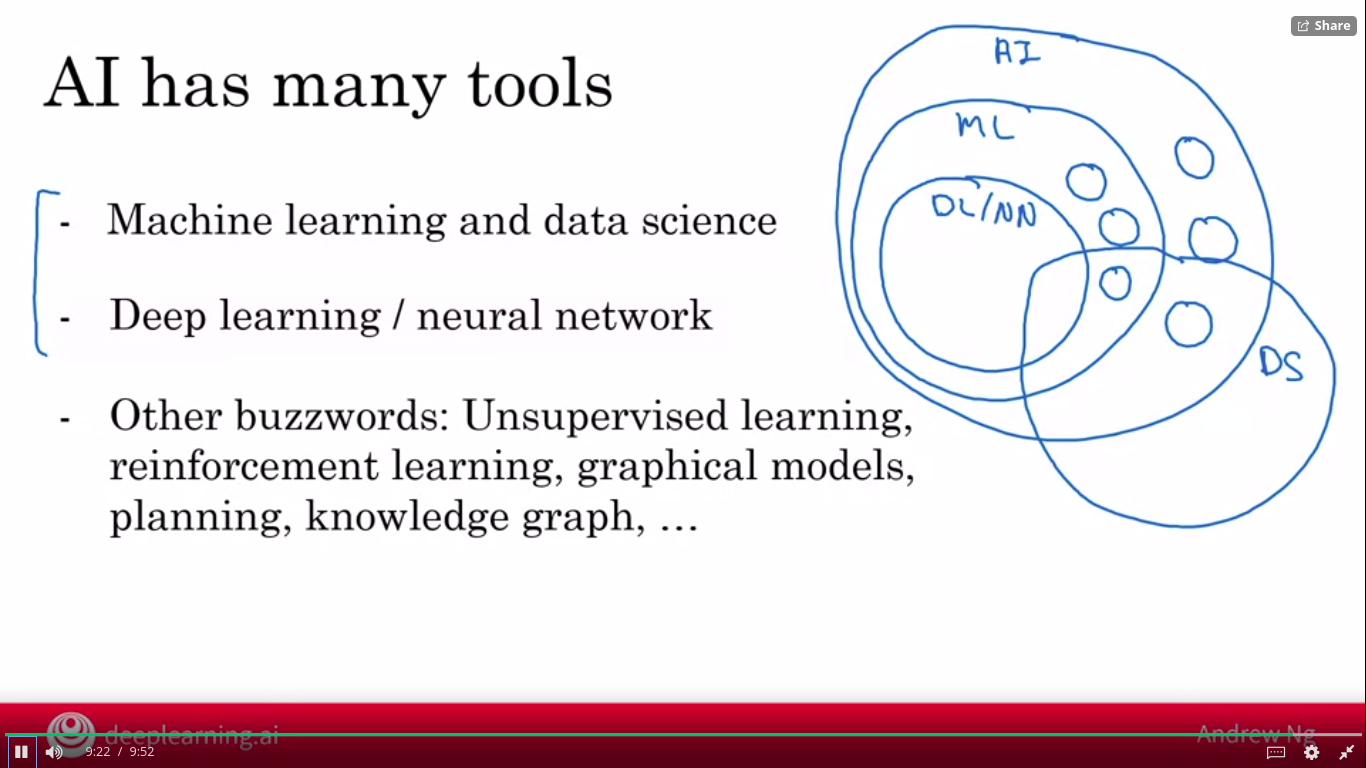 Share
AI has many tools
- Machine learning and data science
- Deep learning / neural network
- Other buzzwords: Unsupervised learning,
reinforcement learning, graphical models,
planning, knowledge graph, …
AI
ML
DL/NN
DS
deeplearning.ai
Andrew Ng
9:22 / 9:52